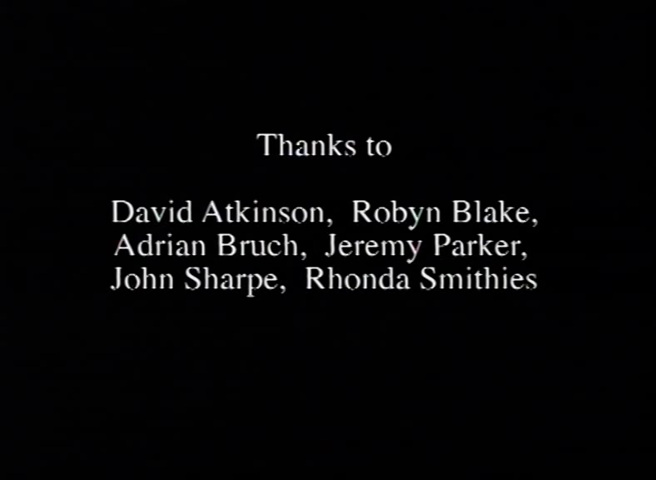 Thanks to
David Atkinson, Robyn Blake,
Adrian Bruch, Jeremy Parker,
John Sharpe, Rhonda Smithies